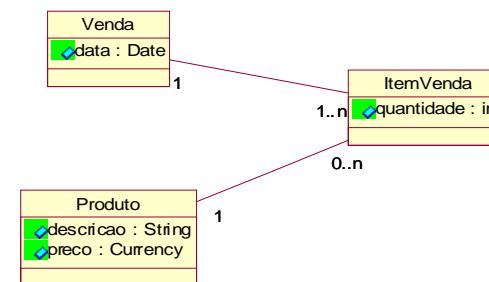 Venda
data : Date
1
ItemVenda
1..n
quantidade : in
0..n
Produto
1
descricao : String
preco : Currency